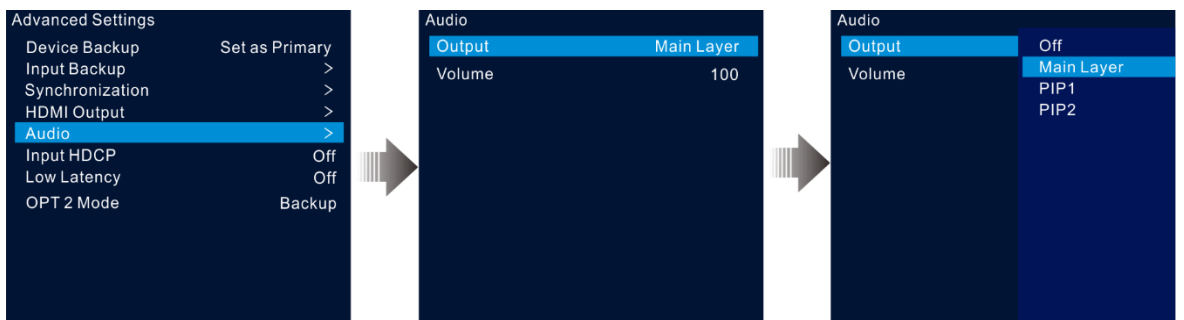 Advanced Settings
Device Backup Set as Primary
Input Backup >
Synchronization >
HDMI Output >
Audio >
Input HDCP Off
Low Latency Off
OPT 2 Mode Backup
Audio
Output Main Layer
Volume 100
Audio
Output Off
Main Layer
Volume
PIP1
PIP2